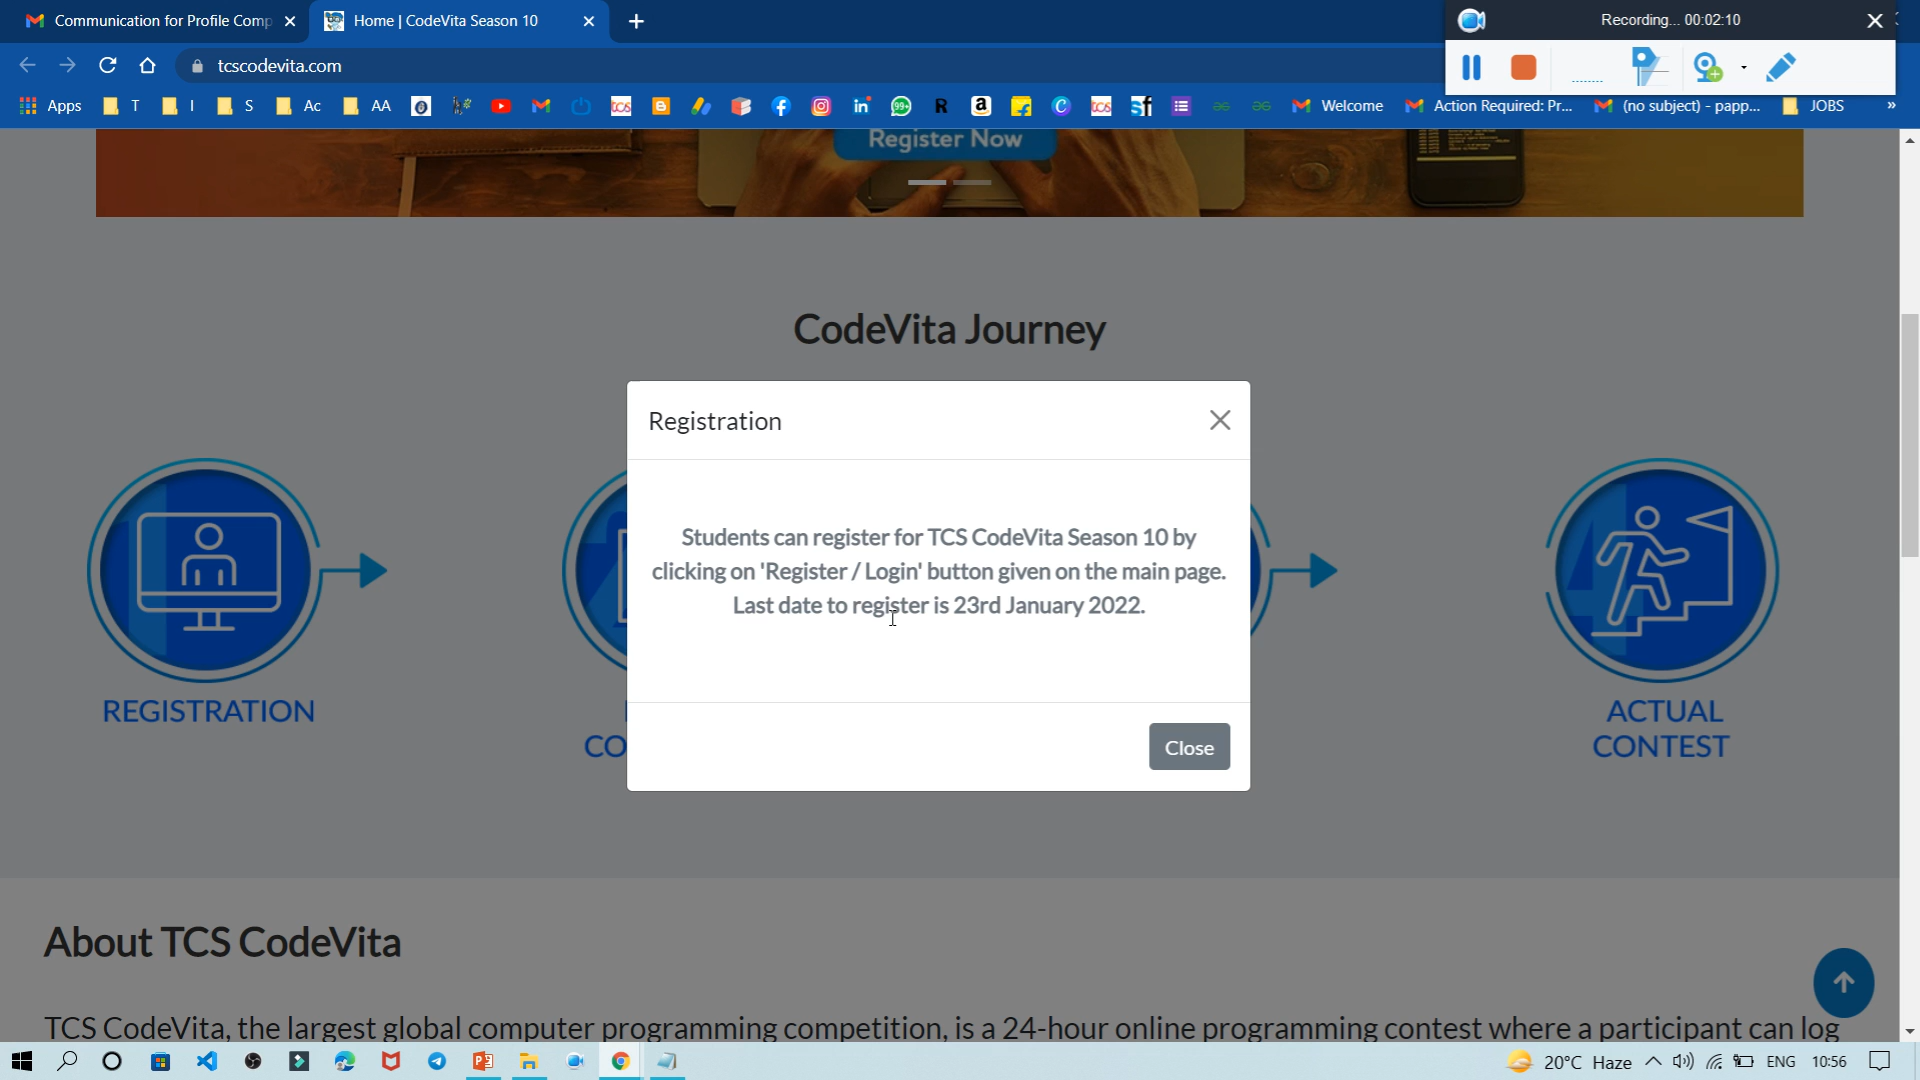 Communication for Profile Comp
Home | CodeVita Season 10
Recording... 00:02:10
tcscodevita.com
Apps
T
I
S
Ac
AA
Welcome
Action Required: Pr...
(no subject) - papp...
JOBS
»
Register Now
CodeVita Journey
Registration
Students can register for TCS CodeVita Season 10 by
clicking on 'Register / Login' button given on the main page.
Last date to register is 23rd January 2022.
Close
REGISTRATION
CO
ACTUAL
CONTEST
About TCS CodeVita
TCS CodeVita, the largest global computer programming competition, is a 24-hour online programming contest where a participant can log
20°C Haze
ENG
10:56